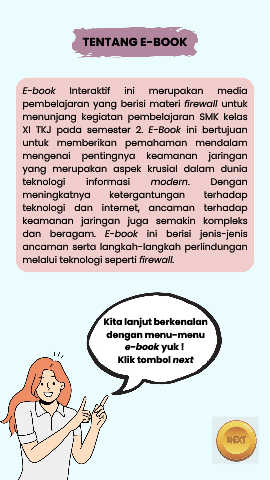 TENTANG E-BOOK
E-book Interaktif ini merupakan media
pembelajaran yang berisi materi firewall untuk
menunjang kegiatan pembelajaran SMK kelas
XI TKJ pada semester 2. E-Book ini bertujuan
untuk memberikan pemahaman mendalam
mengenai pentingnya keamanan jaringan
yang merupakan aspek krusial dalam dunia
teknologi informasi modern. Dengan
meningkatnya ketergantungan terhadap
teknologi dan internet, ancaman terhadap
keamanan jaringan juga semakin kompleks
dan beragam. E-book ini berisi jenis-jenis
ancaman serta langkah-langkah perlindungan
melalui teknologi seperti firewall.
Kita lanjut berkenalan
dengan menu-menu
e-book yuk !
Klik tombol next
NEXT